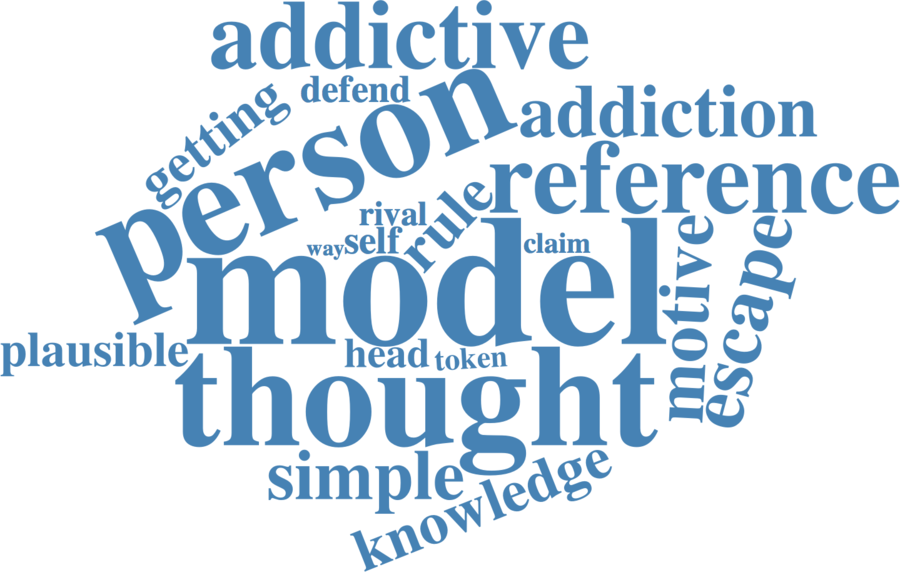 addictive
defend
getting
person
addiction
reference
rival
rule
way
self
claim
model
motive
escape
plausible
head
token
thought
simple
knowledge